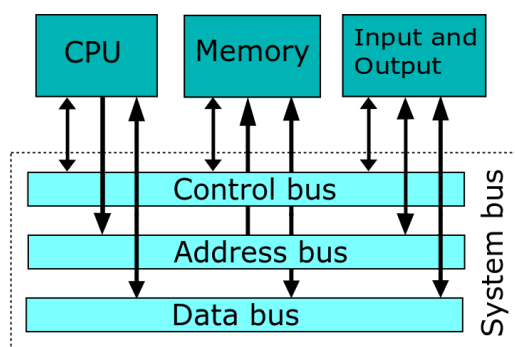 CPU
Memory
Input and
Output
Control bus
Address bus
Data bus
System bus